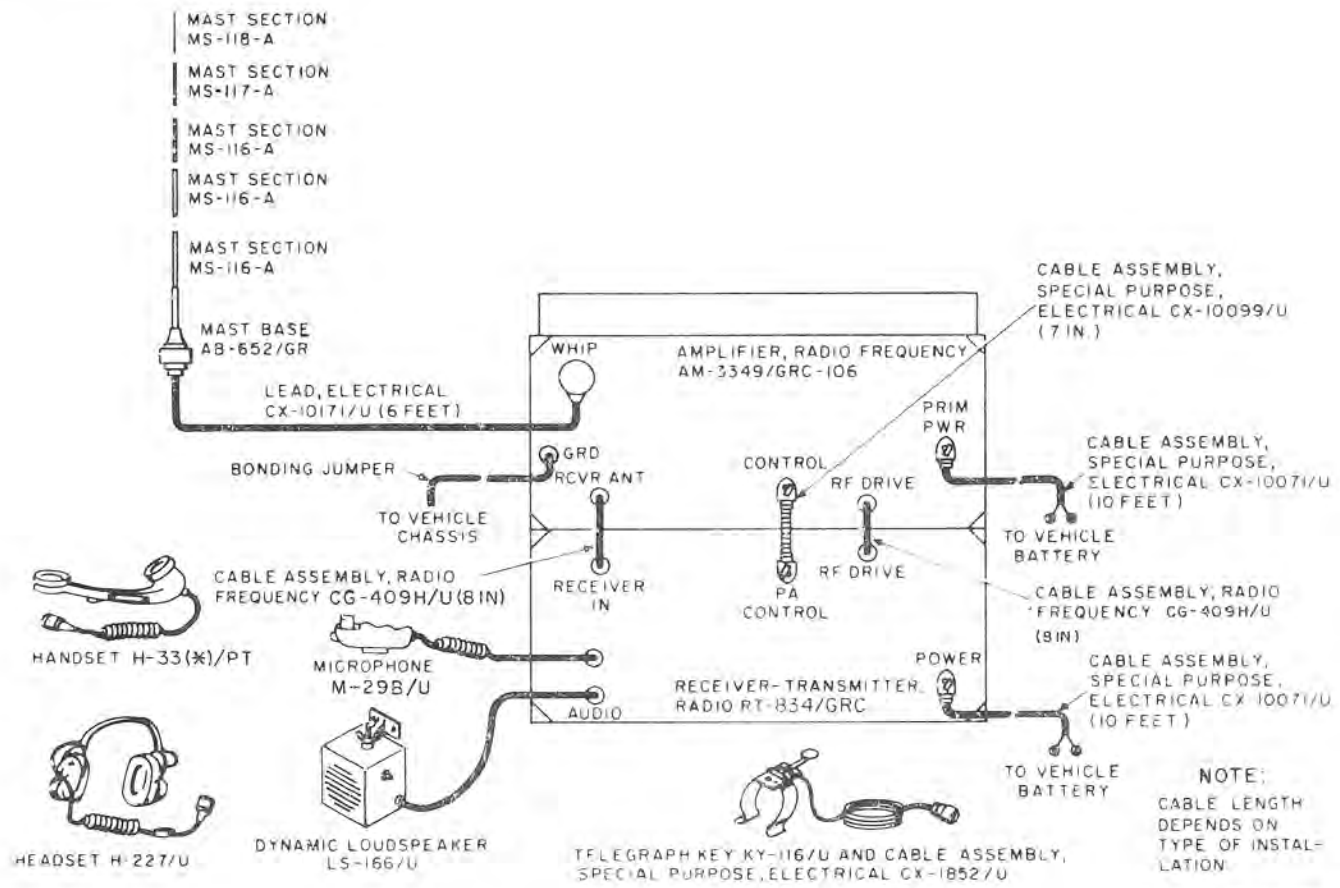 MAST SECTION
MS-118-A
MAST SECTION
MS-117-A
MAST SECTION
MS-116-A
MAST SECTION
MS-116-A
MAST SECTION
MS-116-A
MAST BASE
AB-652/GR
LEAD, ELECTRICAL
CX-10171/U (6 FEET)
WHIP
AMPLIFIER, RADIO FREQUENCY
AM-3349/GRC-106
CABLE ASSEMBLY,
SPECIAL PURPOSE,
ELECTRICAL CX-10099/U
(7 IN.)
PRIM
PWR
GRD
BONDING JUMPER
RCVR ANT
CONTROL
RF DRIVE
CABLE ASSEMBLY,
SPECIAL PURPOSE,
ELECTRICAL CX-10071/U
(10 FEET)
TO VEHICLE
CHASSIS
TO VEHICLE
BATTERY
CABLE ASSEMBLY, RADIO
FREQUENCY CG-409H/U (8IN)
RECEIVER
IN
PA
CONTROL
RF DRIVE
CABLE ASSEMBLY, RADIO
FREQUENCY CG-409H/U
(8IN)
HANDSET H-33(*)/PT
MICROPHONE
M-29B/U
AUDIO
RECEIVER-TRANSMITTER,
RADIO RT-834/GRC
POWER
CABLE ASSEMBLY,
SPECIAL PURPOSE,
ELECTRICAL CX-10071/U
(10 FEET)
TO VEHICLE
BATTERY
NOTE:
CABLE LENGTH
DEPENDS ON
TYPE OF INSTAL-
LATION.
HEADSET H-227/U
DYNAMIC LOUDSPEAKER
LS-166/U
TELEGRAPH KEY KY-116/U AND CABLE ASSEMBLY,
SPECIAL PURPOSE, ELECTRICAL CX-1852/U